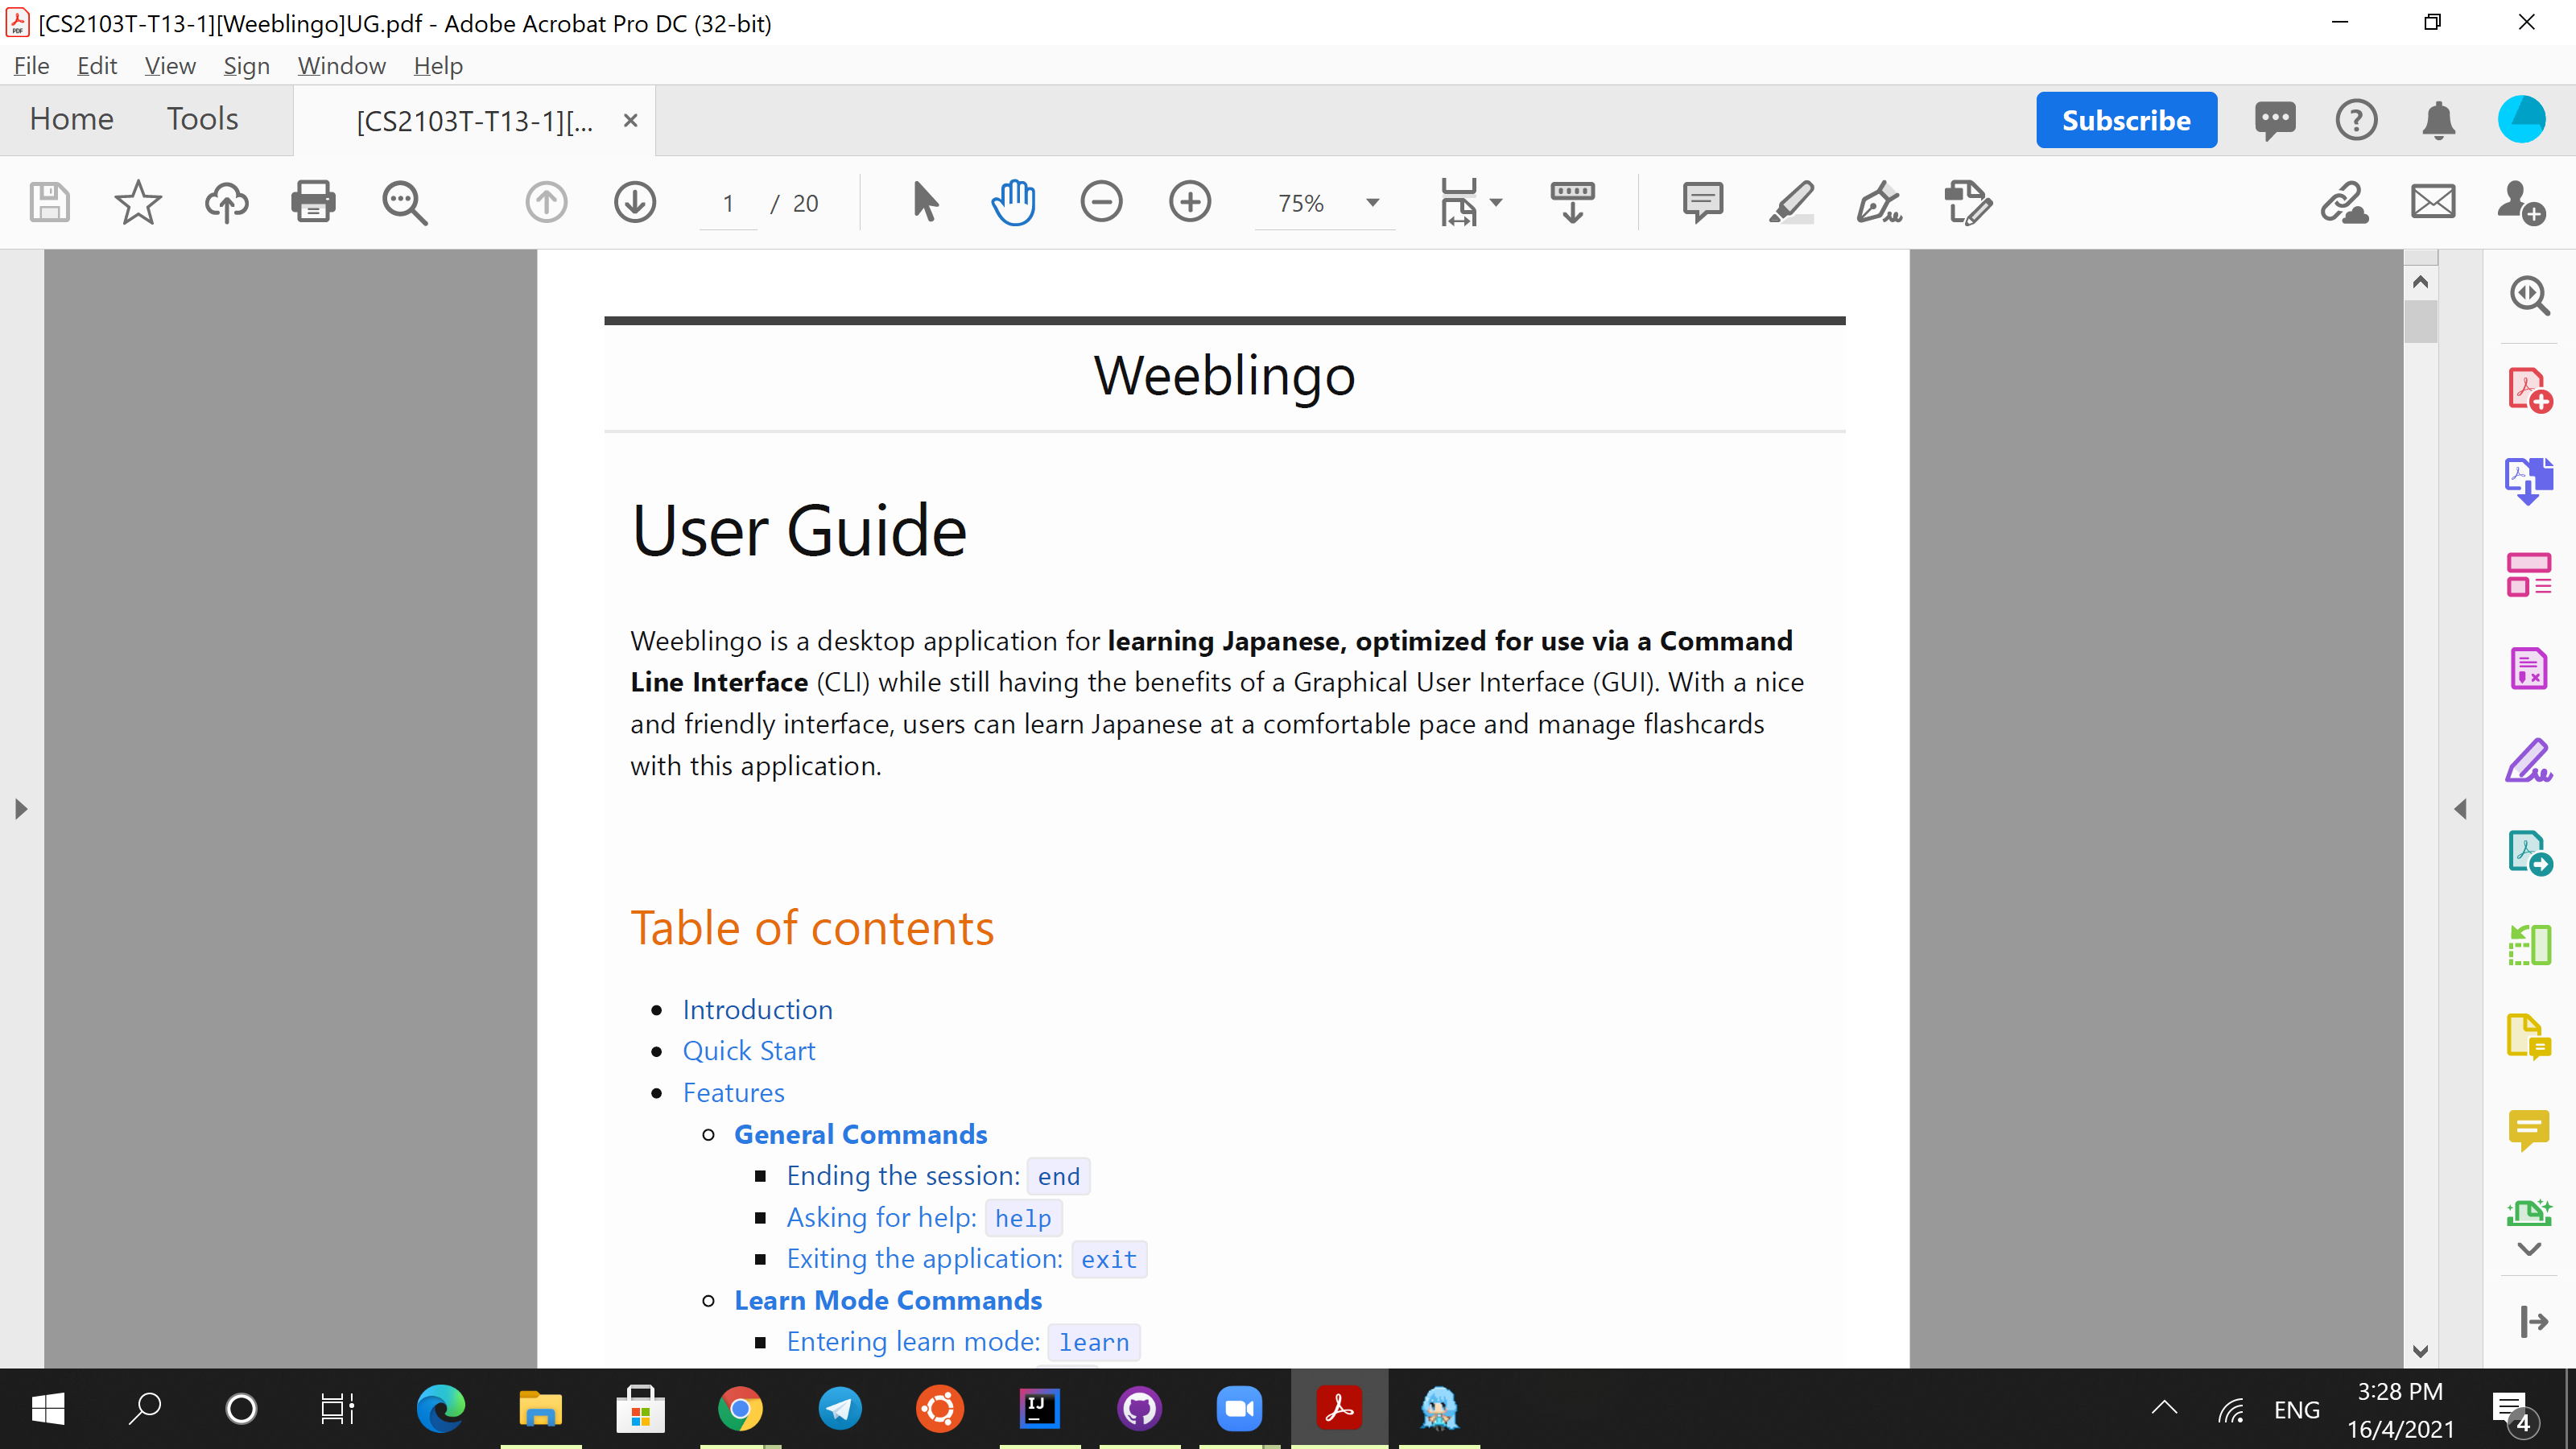 [CS2103T-T13-1][Weeblingo]UG.pdf - Adobe Acrobat Pro DC (32-bit)
File Edit View Sign Window Help
Home Tools [CS2103T-T13-1][... × Subscribe
1 / 20 75%
Weeblingo
User Guide
Weeblingo is a desktop application for learning Japanese, optimized for use via a Command
Line Interface (CLI) while still having the benefits of a Graphical User Interface (GUI). With a nice
and friendly interface, users can learn Japanese at a comfortable pace and manage flashcards
with this application.
Table of contents
Introduction
Quick Start
Features
General Commands
Ending the session: end
Asking for help: help
Exiting the application: exit
Learn Mode Commands
Entering learn mode: learn
IJ
ENG
3:28 PM
16/4/2021
4